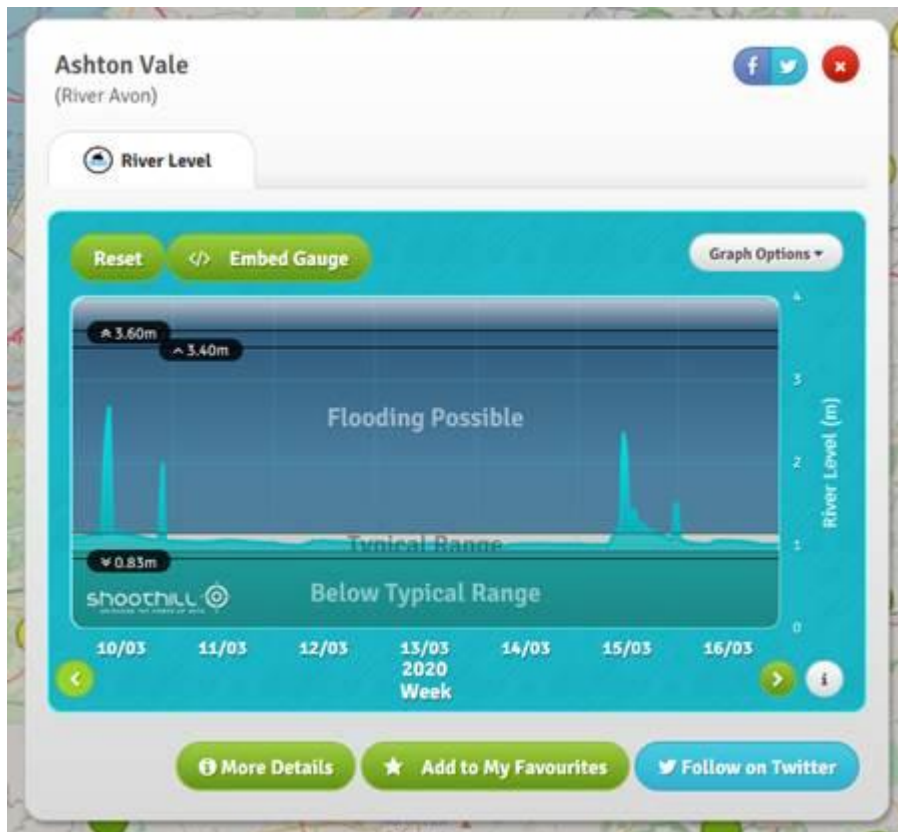 Ashton Vale
(River Avon)
f
River Level
Reset
</> Embed Gauge
Graph Options
3.60m
3.40m
Flooding Possible
Typical Range
0.83m
Below Typical Range
shoothill
4
3
2
1
0
River Level (m)
10/03
11/03
12/03
13/03
14/03
15/03
16/03
2020
Week
i
More Details
Add to My Favourites
Follow on Twitter